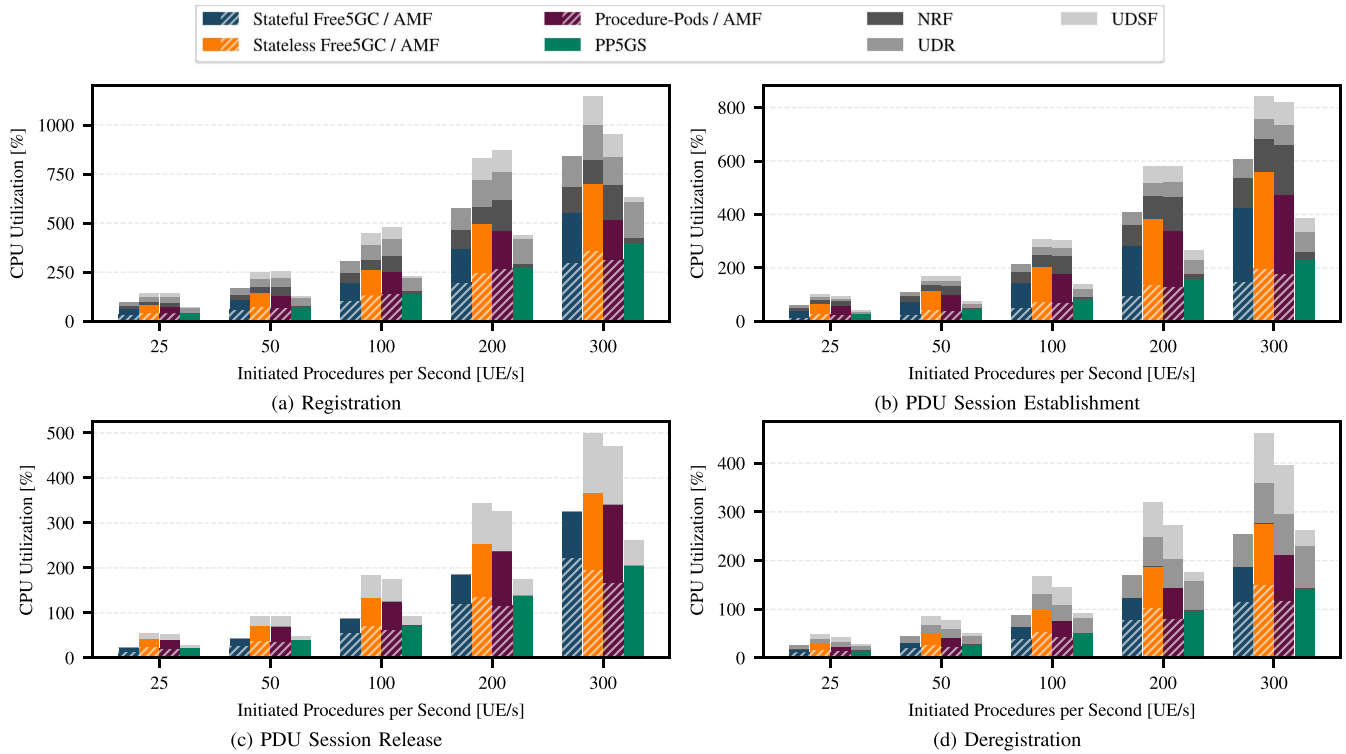 Stateful Free5GC / AMF Procedure-Pods / AMF NRF UDSF
Stateless Free5GC / AMF PP5GS UDR
CPU Utilization [%]
1000
750
500
250
0
25 50 100 200 300
Initiated Procedures per Second [UE/s]
(a) Registration
CPU Utilization [%]
800
600
400
200
0
25 50 100 200 300
Initiated Procedures per Second [UE/s]
(b) PDU Session Establishment
CPU Utilization [%]
500
400
300
200
100
0
25 50 100 200 300
Initiated Procedures per Second [UE/s]
(c) PDU Session Release
CPU Utilization [%]
400
300
200
100
0
25 50 100 200 300
Initiated Procedures per Second [UE/s]
(d) Deregistration